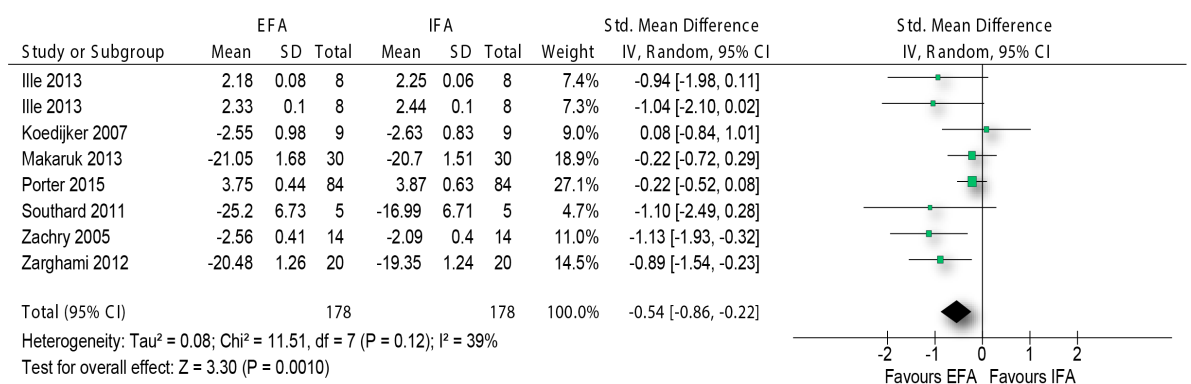 EFA IFA Std. Mean Difference Std. Mean Difference
Study or Subgroup Mean SD Total Mean SD Total Weight IV, Random, 95% CI IV, Random, 95% CI
Ille 2013 2.18 0.08 8 2.25 0.06 8 7.4% -0.94 [-1.98, 0.11]
Ille 2013 2.33 0.1 8 2.44 0.1 8 7.3% -1.04 [-2.10, 0.02]
Koedijker 2007 -2.55 0.98 9 -2.63 0.83 9 9.0% 0.08 [-0.84, 1.01]
Makaruk 2013 -21.05 1.68 30 -20.7 1.51 30 18.9% -0.22 [-0.72, 0.29]
Porter 2015 3.75 0.44 84 3.87 0.63 84 27.1% -0.22 [-0.52, 0.08]
Southard 2011 -25.2 6.73 5 -16.99 6.71 5 4.7% -1.10 [-2.49, 0.28]
Zachry 2005 -2.56 0.41 14 -2.09 0.4 14 11.0% -1.13 [-1.93, -0.32]
Zarghami 2012 -20.48 1.26 20 -19.35 1.24 20 14.5% -0.89 [-1.54, -0.23]
Total (95% CI) 178 178 100.0% -0.54 [-0.86, -0.22]
Heterogeneity: Tau² = 0.08; Chi² = 11.51, df = 7 (P = 0.12); I² = 39%
Test for overall effect: Z = 3.30 (P = 0.0010)
-2 -1 0 1 2
Favours EFA Favours IFA